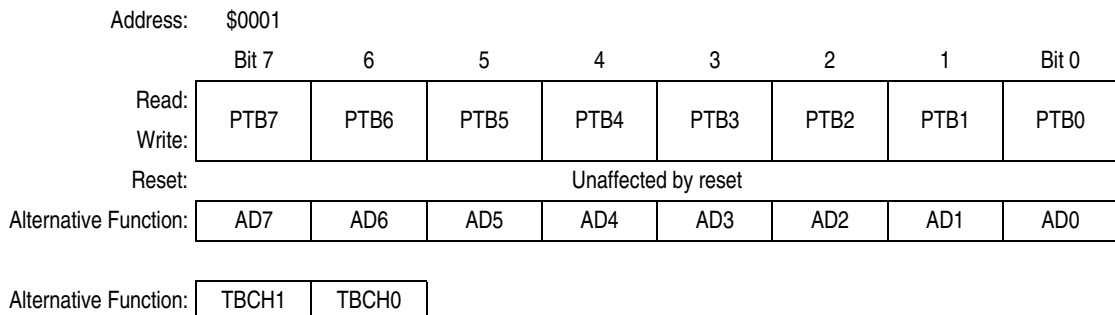 Address: $0001
Bit 7 6 5 4 3 2 1 Bit 0
Read:
PTB7 PTB6 PTB5 PTB4 PTB3 PTB2 PTB1 PTB0
Write:
Reset: Unaffected by reset
Alternative Function: AD7 AD6 AD5 AD4 AD3 AD2 AD1 AD0
Alternative Function: TBCH1 TBCH0